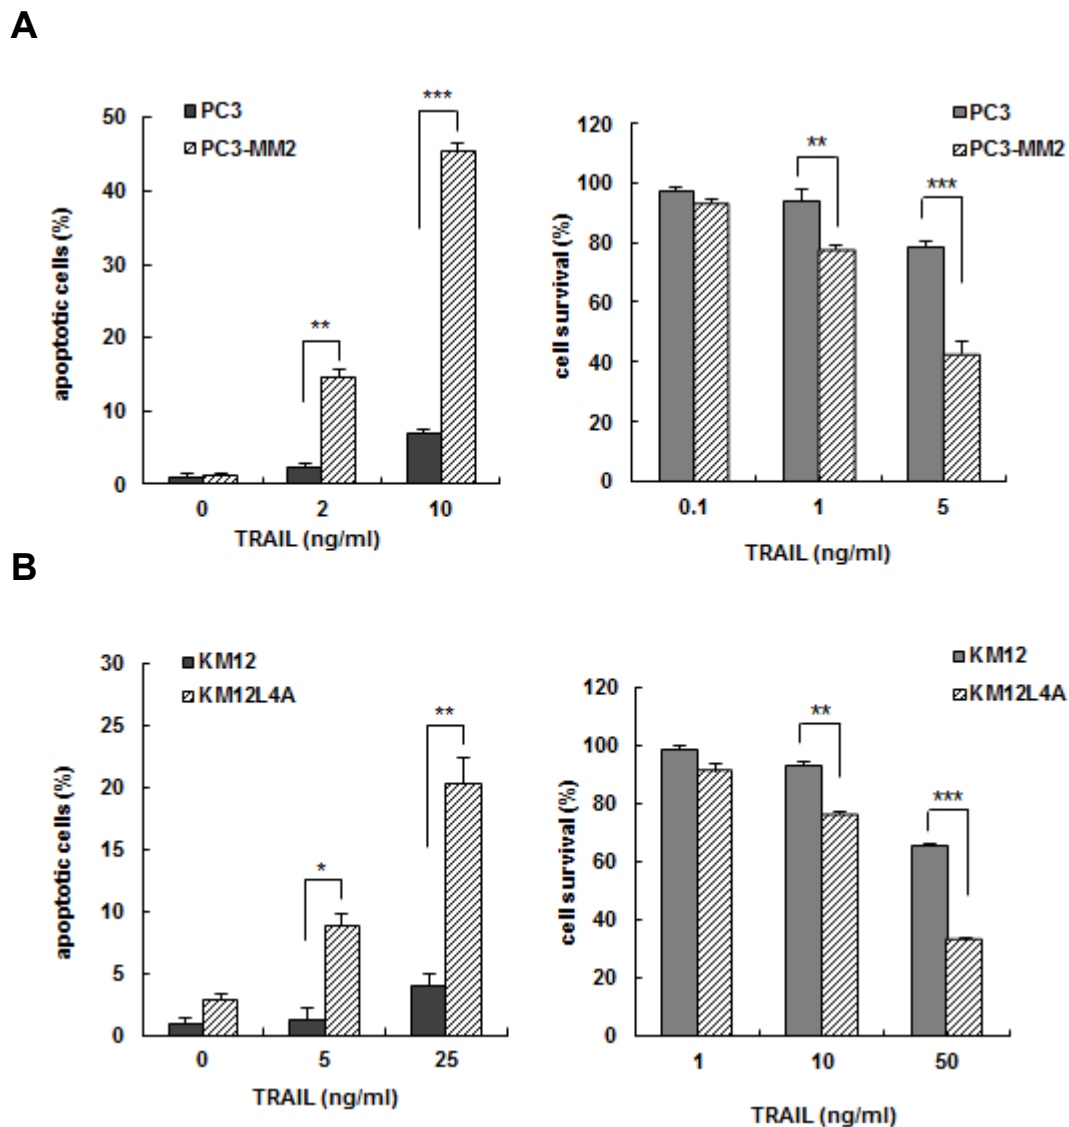 A
PC3
PC3-MM2
***
**
50
40
30
20
10
0
apoptotic cells (%)
0 2 10
TRAIL (ng/ml)
PC3
PC3-MM2
**
***
120
100
80
60
40
20
0
cell survival (%)
0.1 1 5
TRAIL (ng/ml)
B
KM12
KM12L4A
**
*
30
25
20
15
10
5
0
apoptotic cells (%)
0 5 25
TRAIL (ng/ml)
KM12
KM12L4A
**
***
120
100
80
60
40
20
0
cell survival (%)
1 10 50
TRAIL (ng/ml)